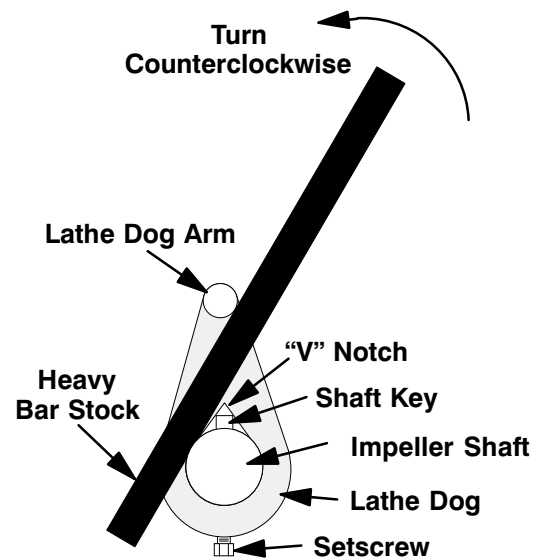 Turn
Counterclockwise
Lathe Dog Arm
“V” Notch
Heavy
Bar Stock
Shaft Key
Impeller Shaft
Lathe Dog
Setscrew